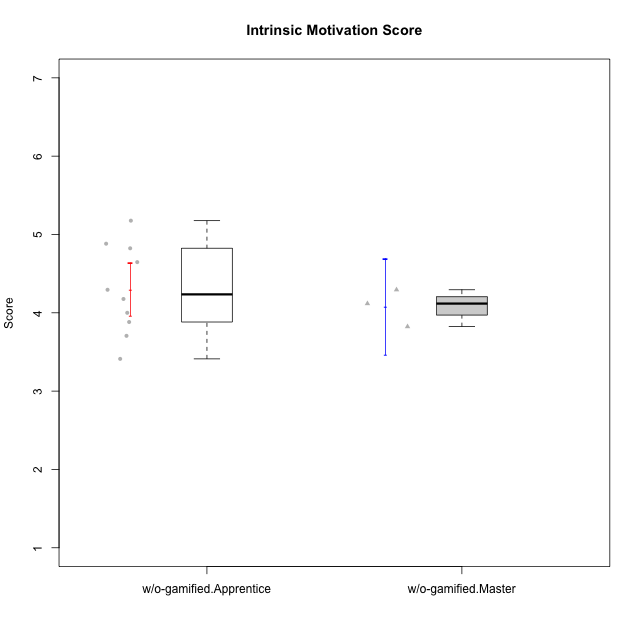 Intrinsic Motivation Score
7
6
5
4
3
2
1
Score
w/o-gamified.Apprentice
w/o-gamified.Master